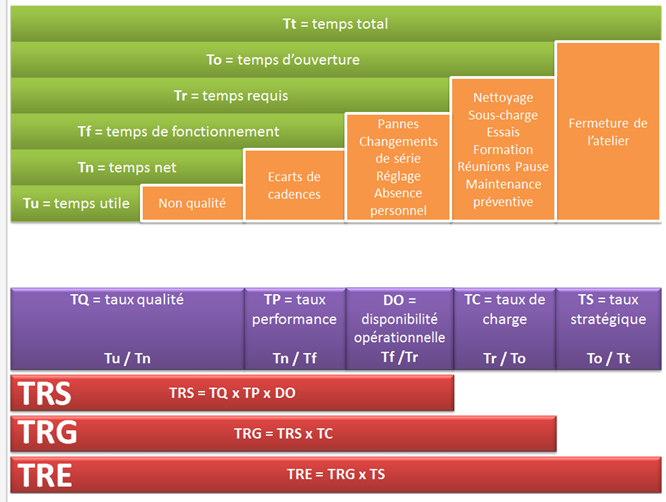 Tt = temps total
To = temps d'ouverture
Tr = temps requis
Tf = temps de fonctionnement
Tn = temps net
Tu = temps utile
Non qualité
Ecarts de
cadences
Pannes
Changements
de série
Réglage
Absence
personnel
Nettoyage
Sous-charge
Essais
Formation
Réunions Pause
Maintenance
préventive
Fermeture de
l'atelier
TQ = taux qualité
Tu / Tn
TP = taux
performance
Tn / Tf
DO =
disponibilité
opérationnelle
Tf /Tr
TC = taux de
charge
Tr / To
TS = taux
stratégique
To / Tt
TRS
TRS = TQ x TP x DO
TRG
TRG = TRS x TC
TRE
TRE = TRG x TS